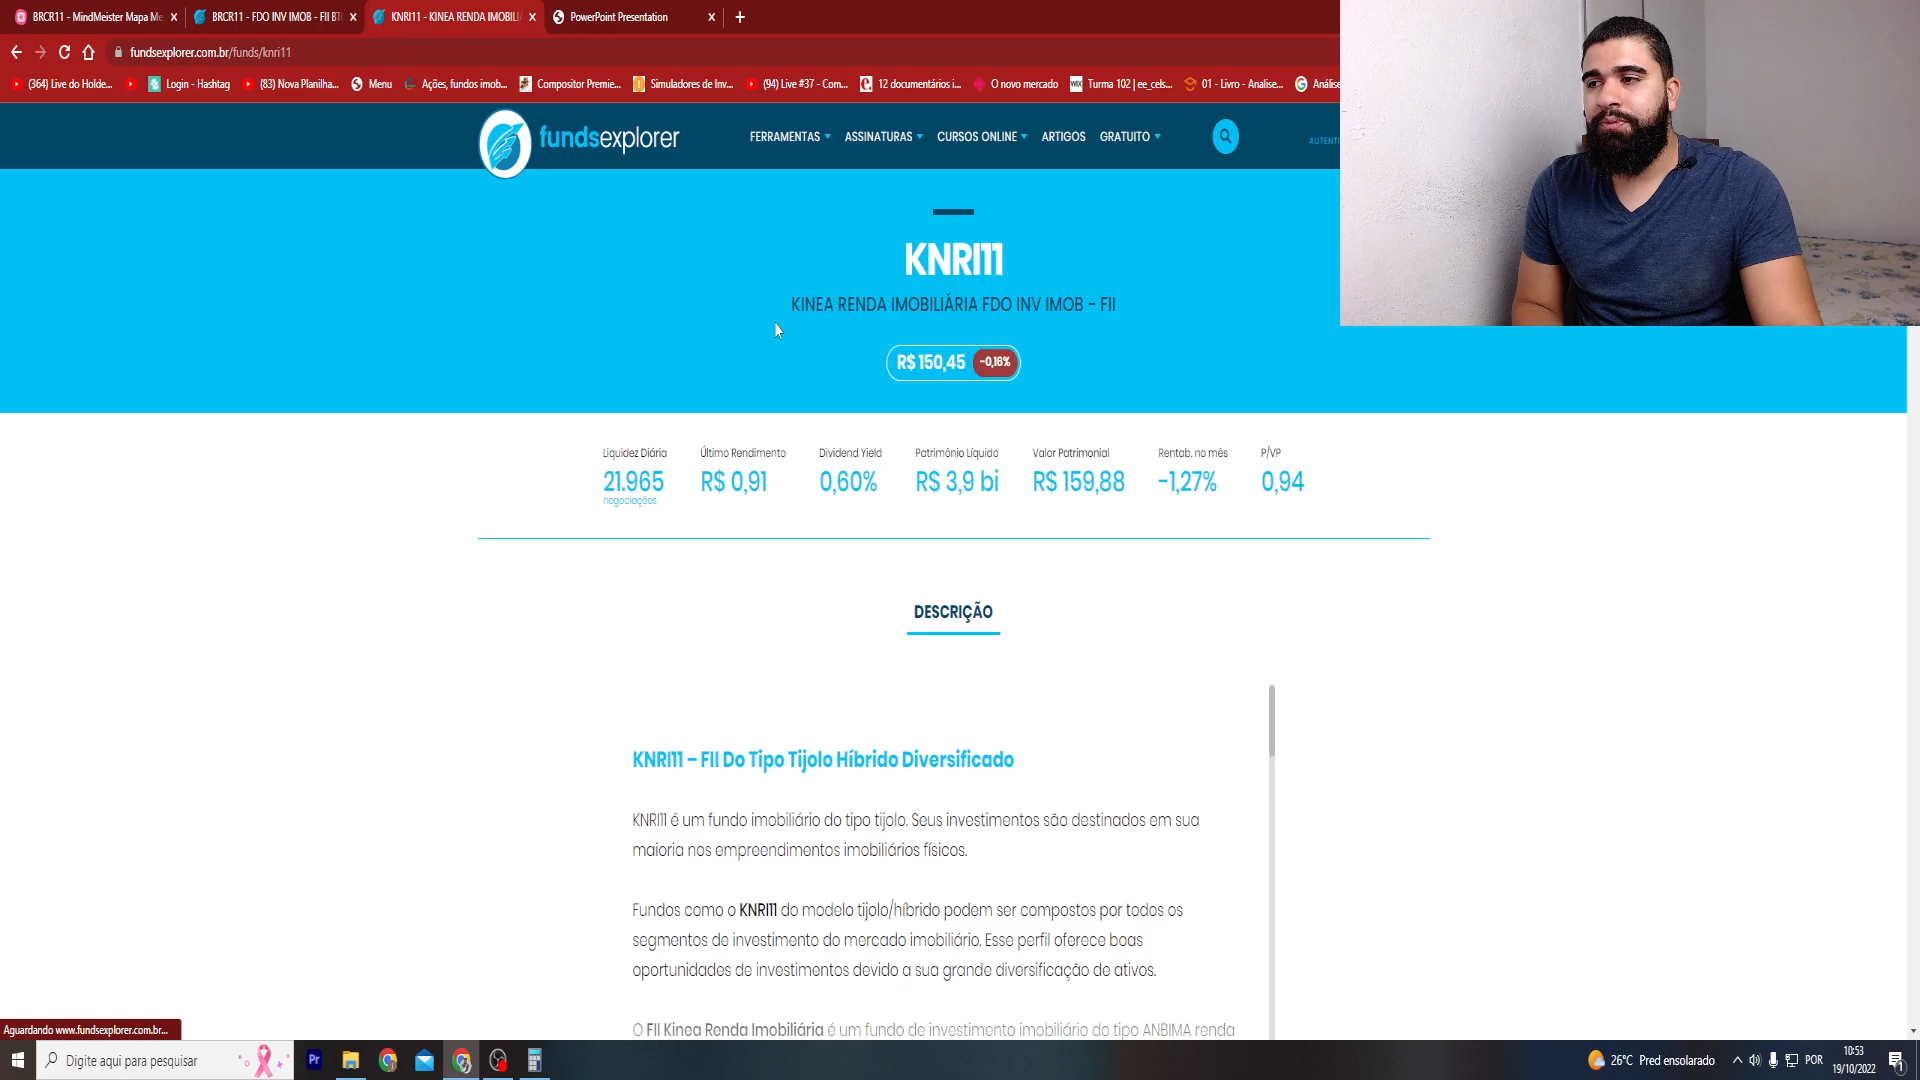 BRCR11 - MindMeister Mapa Me
BRCR11 - FDO INV IMOB - FII BT
KNRI11 - KINEA RENDA IMOBILI
PowerPoint Presentation
fundsexplorer.com.br/funds/knri11
(364) Live do Holde...
Login - Hashtag
(83) Nova Planilha...
Menu
Ações, fundos imob...
Compositor Premie...
Simuladores de Inv...
(94) Live #37 - Com...
12 documentários i...
O novo mercado
Turma 102 | ee_cels...
01 - Livro - Analise...
Anális
fundsexplorer
FERRAMENTAS
ASSINATURAS
CURSOS ONLINE
ARTIGOS
GRATUITO
AUTENTI
KNRI11
KINEA RENDA IMOBILIÁRIA FDO INV IMOB - FII
R$ 150,45 -0,16%
Liquidez Diária
21.965
negociações
Último Rendimento
R$ 0,91
Dividend Yield
0,60%
Patrimônio Líquido
R$ 3,9 bi
Valor Patrimonial
R$ 159,88
Rentab. no mês
-1,27%
P/VP
0,94
DESCRIÇÃO
KNRI11 – FII Do Tipo Tijolo Híbrido Diversificado
KNRI11 é um fundo imobiliário do tipo tijolo. Seus investimentos são destinados em sua
maioria nos empreendimentos imobiliários físicos.
Fundos como o KNRI11 do modelo tijolo/híbrido podem ser compostos por todos os
segmentos de investimento do mercado imobiliário. Esse perfil oferece boas
oportunidades de investimentos devido a sua grande diversificação de ativos.
O FII Kinea Renda Imobiliária é um fundo de investimento imobiliário do tipo ANBIMA renda
Aguardando www.fundsexplorer.com.br...
Digite aqui para pesquisar
Pr
26°C Pred ensolarado
POR
10:53
19/10/2022
1